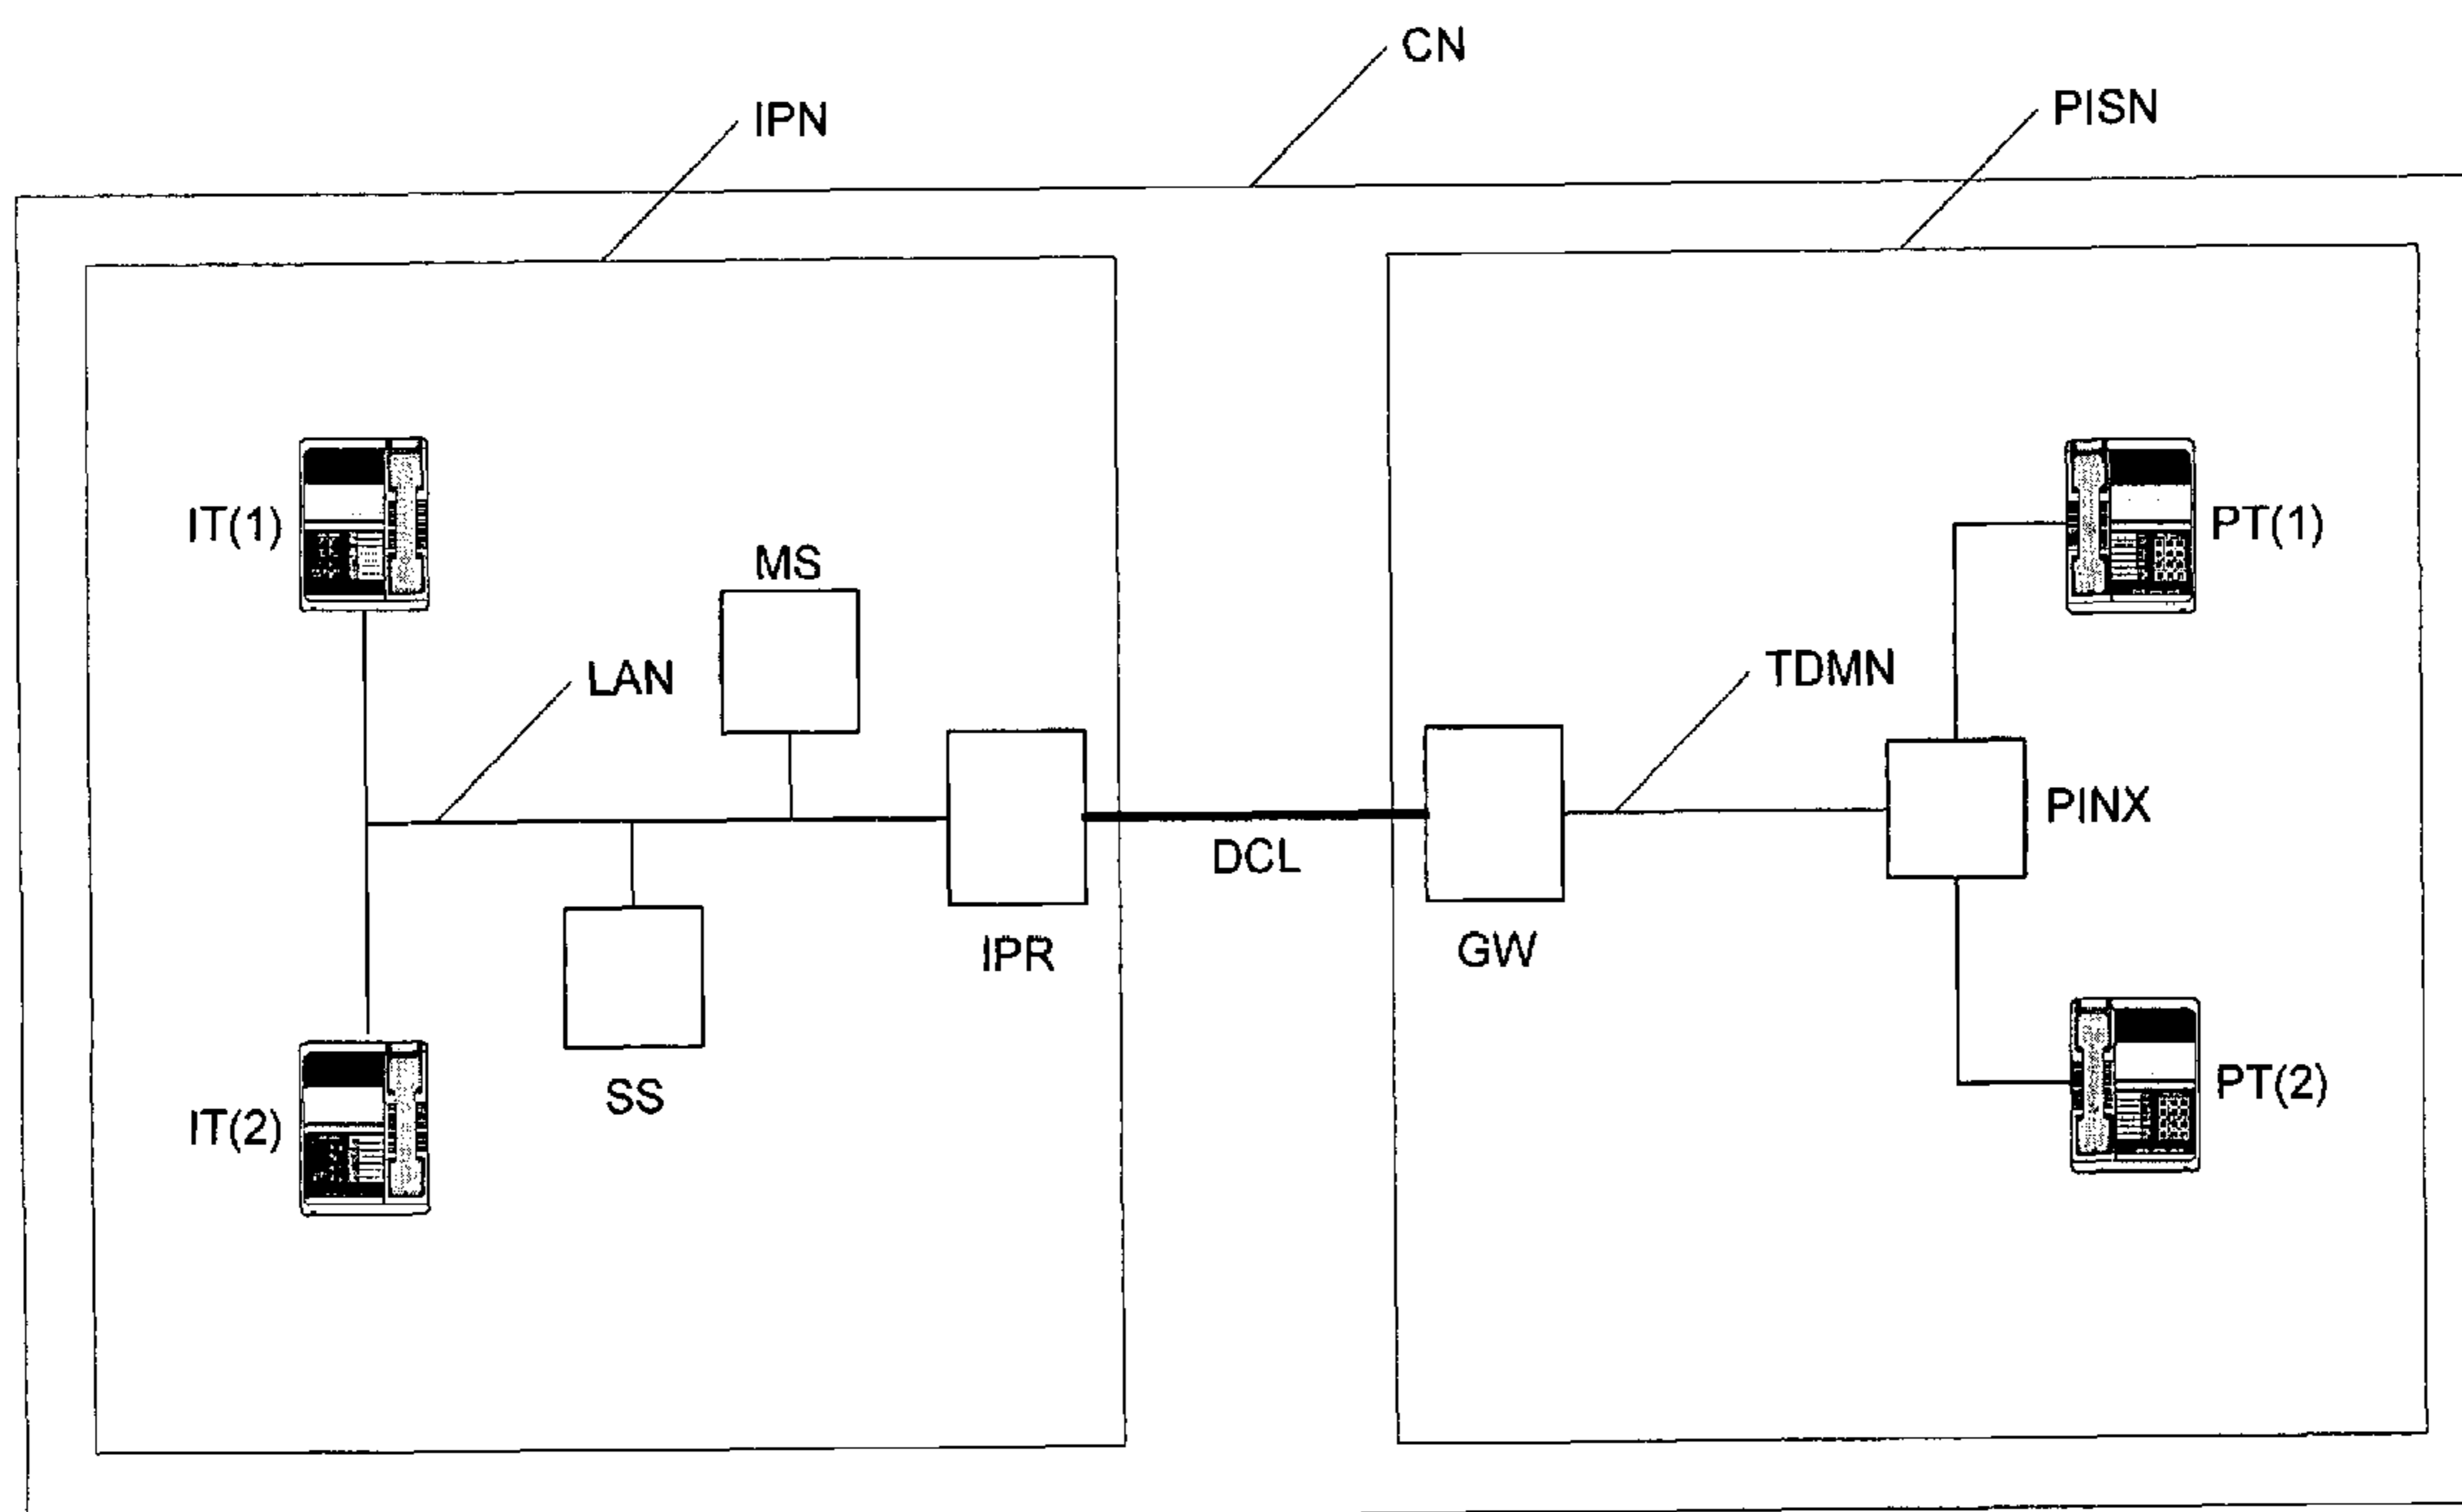 CN
IPN
PISN
IT(1)
PT(1)
MS
LAN
TDMN
PINX
DCL
IPR
GW
SS
IT(2)
PT(2)